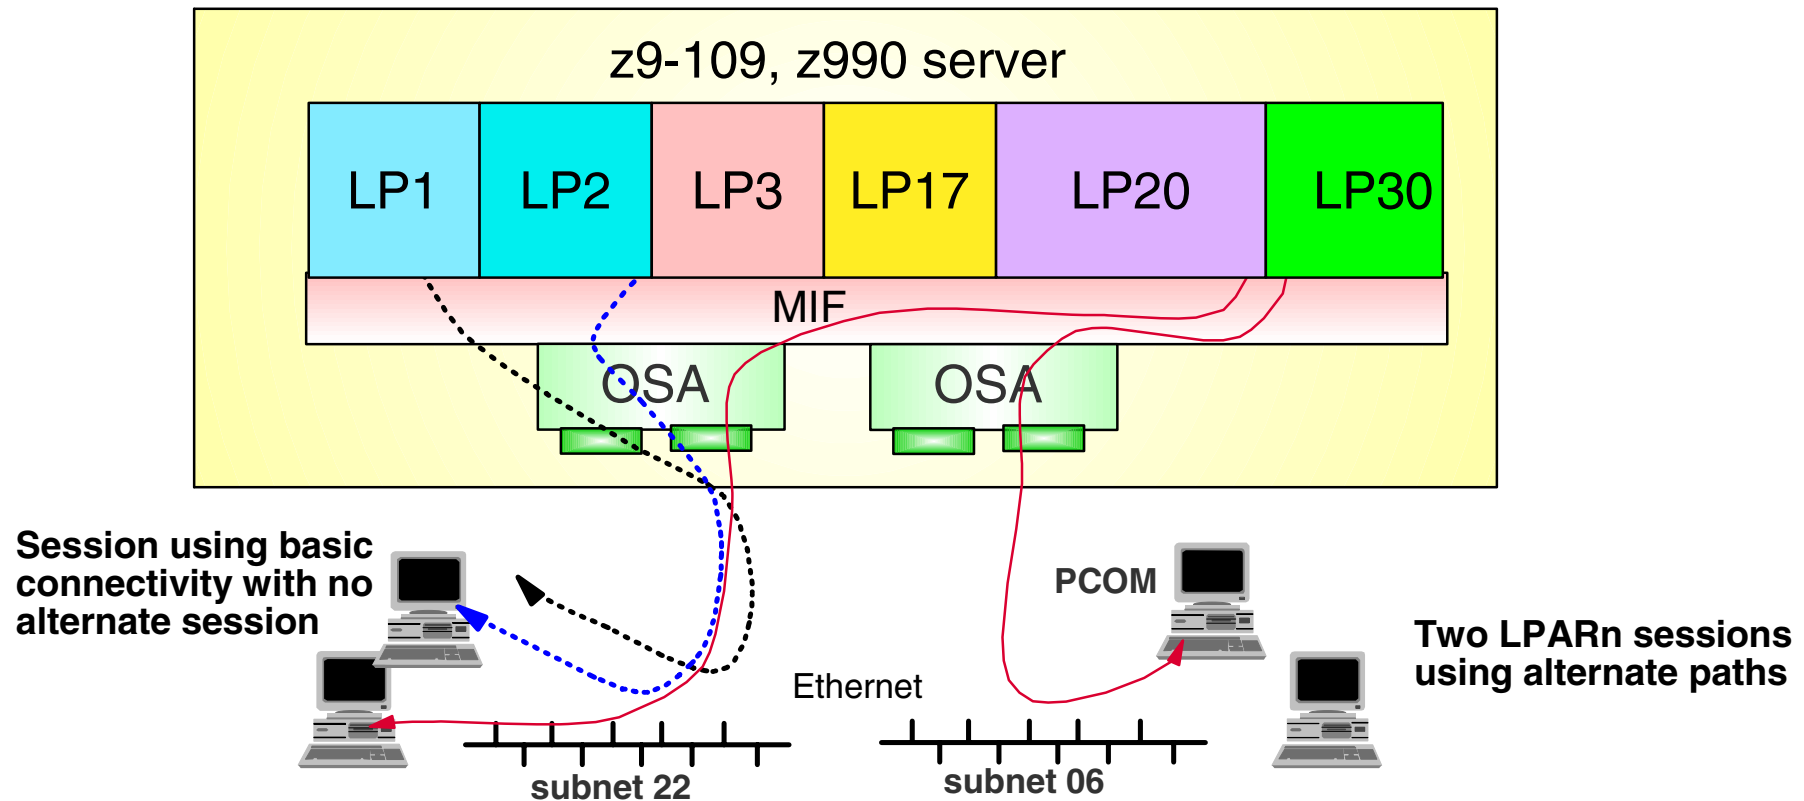 z9-109, z990 server
LP1 LP2 LP3 LP17 LP20 LP30
MIF
OSA OSA
Session using basic
connectivity with no
alternate session
PCOM
Two LPARn sessions
using alternate paths
Ethernet
subnet 22
subnet 06